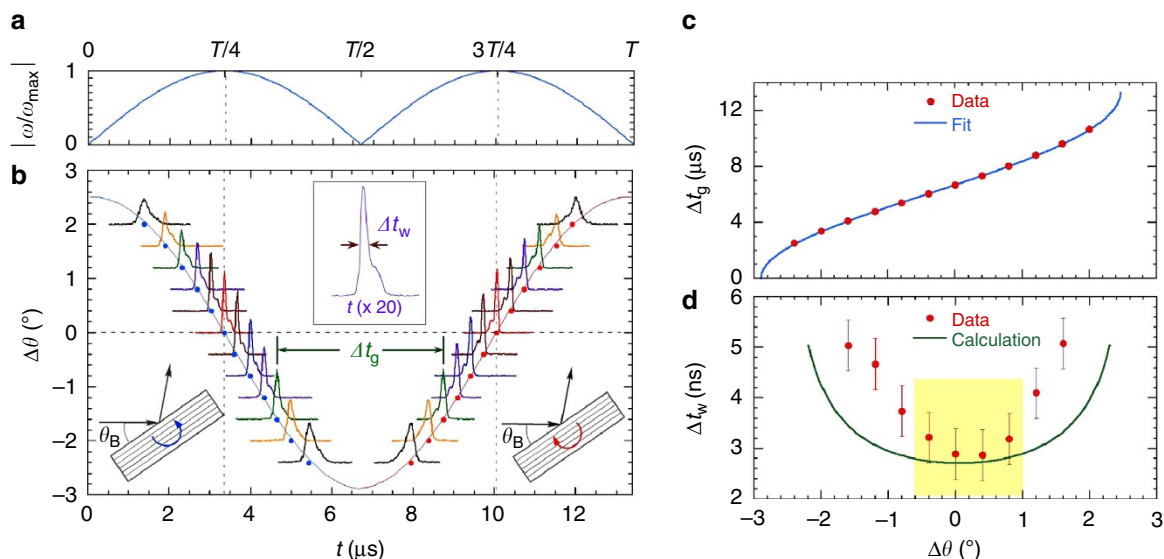 a
0 T/4 T/2 3T/4 T
|ω/ωmax|
1
0
b
Δθ (°)
3
2
1
0
−1
−2
−3
Δtw
t (x 20)
Δtg
θB
θB
0 2 4 6 8 10 12
t (μs)
c
Δtg (μs)
12
8
4
0
Data
Fit
d
Δtw (ns)
6
5
4
3
2
Data
Calculation
−3 −2 −1 0 1 2 3
Δθ (°)